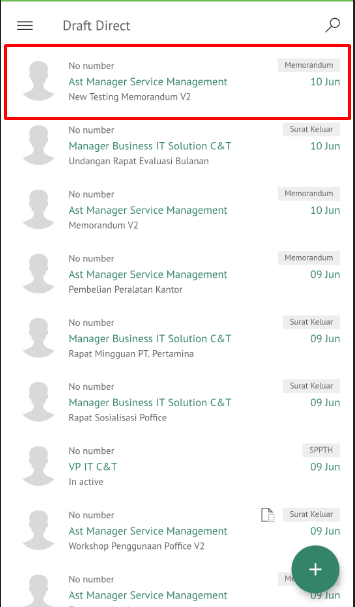 Draft Direct
No number
Memorandum
Ast Manager Service Management
10 Jun
New Testing Memorandum V2
No number
Surat Keluar
Manager Business IT Solution C&T
10 Jun
Undangan Rapat Evaluasi Bulanan
No number
Memorandum
Ast Manager Service Management
10 Jun
Memorandum V2
No number
Memorandum
Ast Manager Service Management
09 Jun
Pembelian Peralatan Kantor
No number
Surat Keluar
Manager Business IT Solution C&T
09 Jun
Rapat Mingguan PT. Pertamina
No number
Surat Keluar
Manager Business IT Solution C&T
09 Jun
Rapat Sosialisasi Poffice
No number
SPPTH
VP IT C&T
09 Jun
In active
No number
Surat Keluar
Ast Manager Service Management
09 Jun
Workshop Penggunaan Poffice V2
No number
Ast Manager Service Management
09 Jun